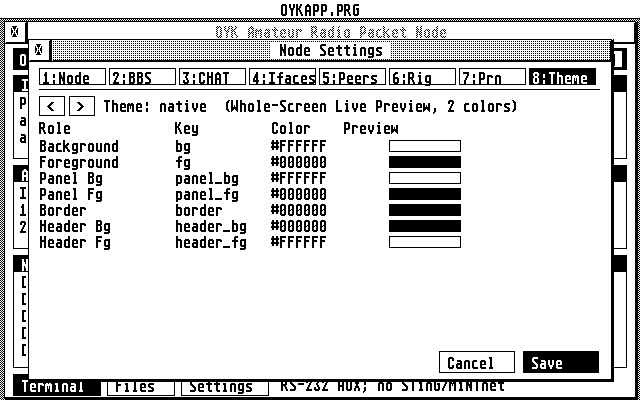 OYKAPP.PRG
OYK Amateur Radio Packet Node
Node Settings
1:Node 2:BBS 3:CHAT 4:Ifaces 5:Peers 6:Rig 7:Prn 8:Theme
< > Theme: native (Whole-Screen Live Preview, 2 colors)
Role Key Color Preview
Background bg #FFFFFF
Foreground fg #000000
Panel Bg panel_bg #FFFFFF
Panel Fg panel_fg #000000
Border border #000000
Header Bg header_bg #000000
Header Fg header_fg #FFFFFF
Cancel Save
Terminal Files Settings RS-232 AUX; no STinG/MiNTnet